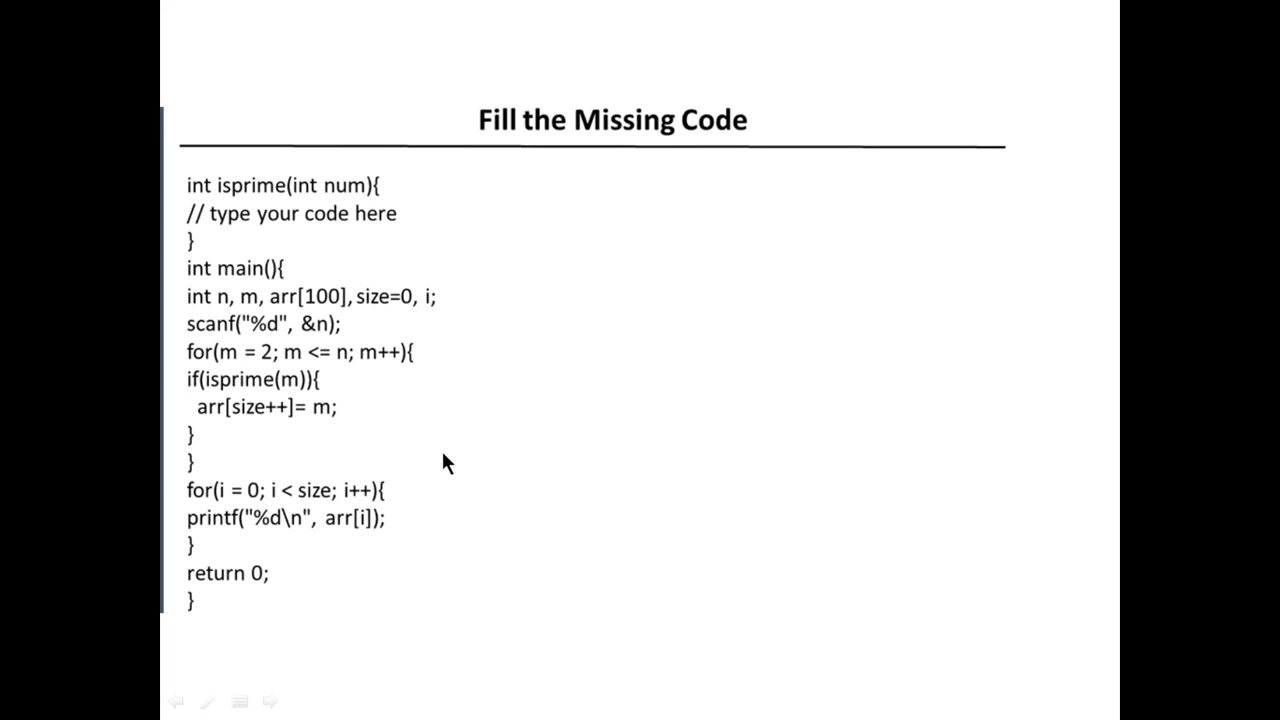 Fill the Missing Code
int isprime(int num){
// type your code here
}
int main(){
int n, m, arr[100], size=0, i;
scanf("%d", &n);
for(m = 2; m <= n; m++){
if(isprime(m)){
arr[size++]= m;
}
}
for(i = 0; i < size; i++){
printf("%d\n", arr[i]);
}
return 0;
}